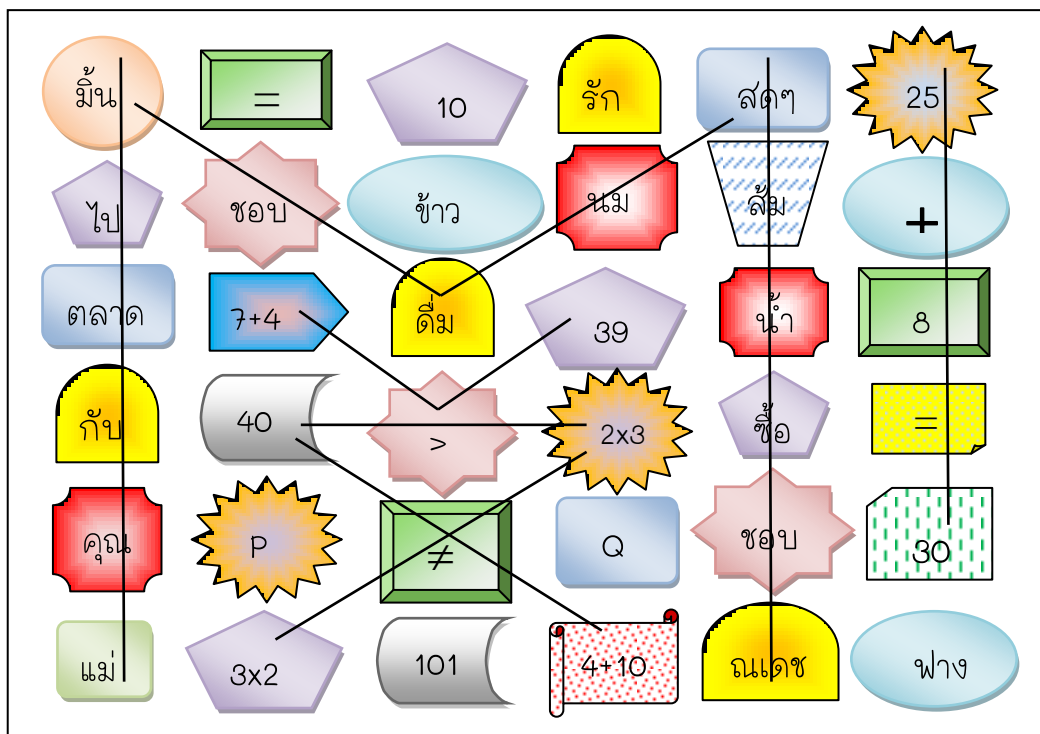 มิ้น = 10 รัก สดๆ 25
ไป ชอบ ข้าว นม ส้ม +
ตลาด 7+4 ดื่ม 39 น้ำ 8
กับ 40 > 2x3 ซื้อ =
คุณ P ≠ Q ชอบ 30
แม่ 3x2 101 4+10 ณเดช ฟาง